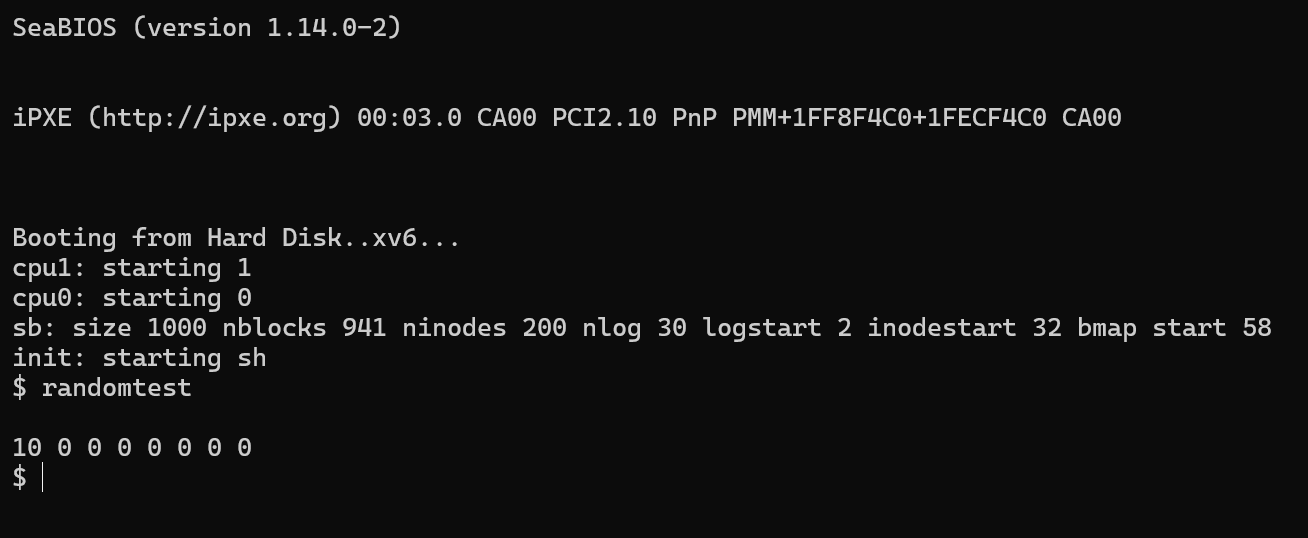 SeaBIOS (version 1.14.0-2)
iPXE (http://ipxe.org) 00:03.0 CA00 PCI2.10 PnP PMM+1FF8F4C0+1FECF4C0 CA00
Booting from Hard Disk..xv6...
cpu1: starting 1
cpu0: starting 0
sb: size 1000 nblocks 941 ninodes 200 nlog 30 logstart 2 inodestart 32 bmap start 58
init: starting sh
$ randomtest
10 0 0 0 0 0 0 0
$